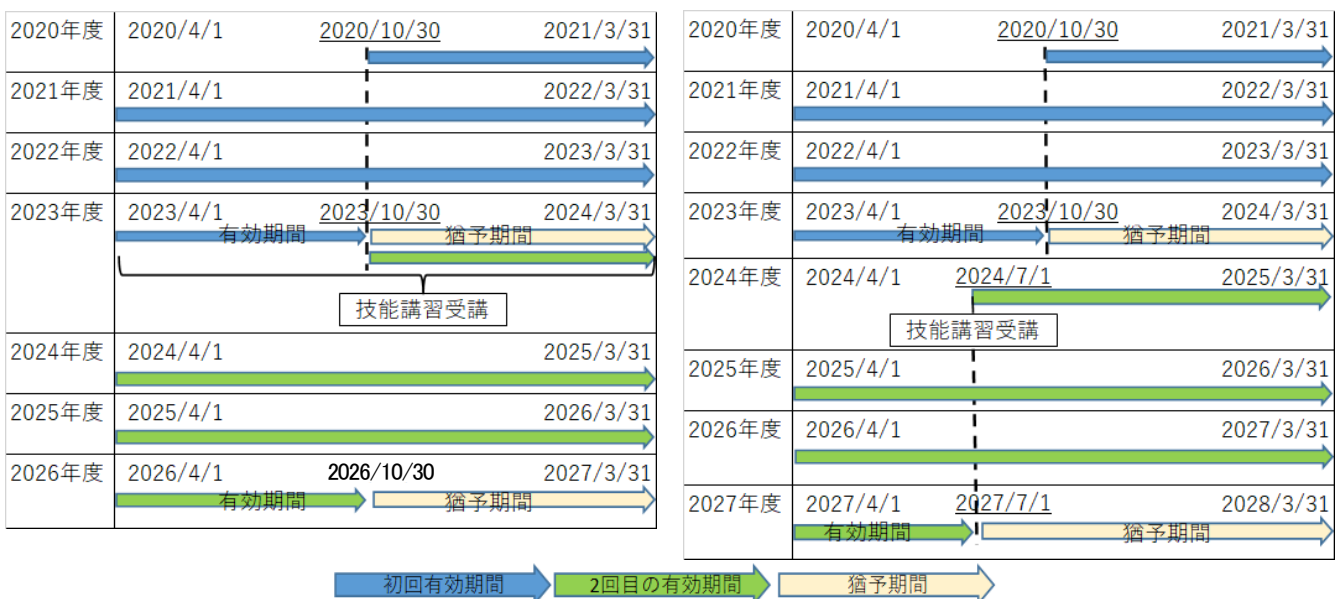 2020年度 2020/4/1 2020/10/30 2021/3/31
2021年度 2021/4/1 2022/3/31
2022年度 2022/4/1 2023/3/31
2023年度 2023/4/1 2023/10/30 2024/3/31
有効期間 猶予期間
技能講習受講
2024年度 2024/4/1 2025/3/31
2025年度 2025/4/1 2026/3/31
2026年度 2026/4/1 2026/10/30 2027/3/31
有効期間 猶予期間
2020年度 2020/4/1 2020/10/30 2021/3/31
2021年度 2021/4/1 2022/3/31
2022年度 2022/4/1 2023/3/31
2023年度 2023/4/1 2023/10/30 2024/3/31
有効期間 猶予期間
2024年度 2024/4/1 2024/7/1 2025/3/31
技能講習受講
2025年度 2025/4/1 2026/3/31
2026年度 2026/4/1 2027/3/31
2027年度 2027/4/1 2027/7/1 2028/3/31
有効期間 猶予期間
初回有効期間 2回目の有効期間 猶予期間